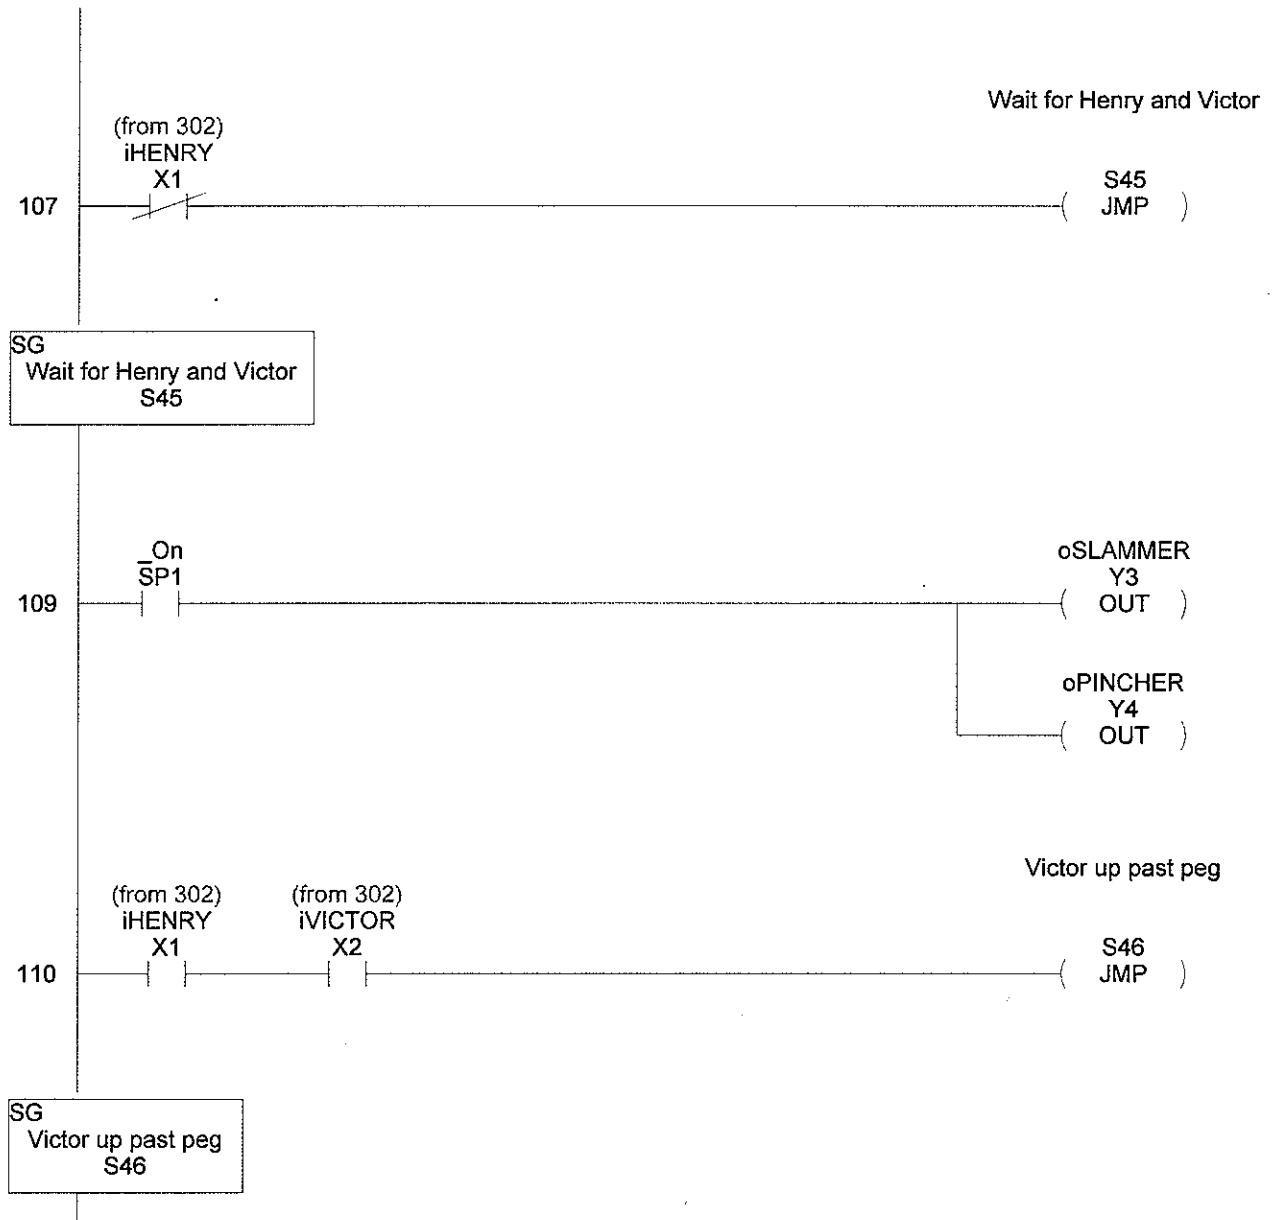 Wait for Henry and Victor
(from 302)
iHENRY
X1
S45
107
JMP
SG
Wait for Henry and Victor
S45
_On
SP1
oSLAMMER
Y3
109
OUT
oPINCHER
Y4
OUT
Victor up past peg
(from 302) (from 302)
iHENRY iVICTOR
X1 X2 S46
110 JMP
SG
Victor up past peg
S46